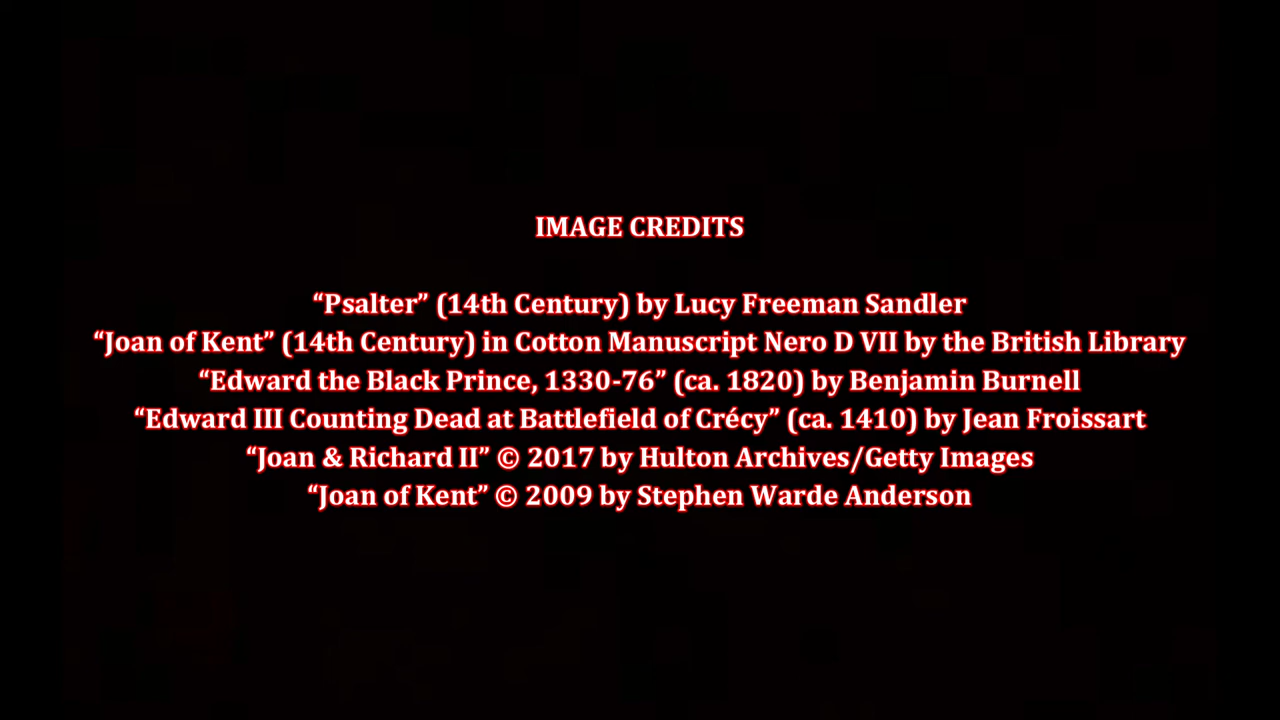 IMAGE CREDITS
“Psalter” (14th Century) by Lucy Freeman Sandler
“Joan of Kent” (14th Century) in Cotton Manuscript Nero D VII by the British Library
“Edward the Black Prince, 1330-76” (ca. 1820) by Benjamin Burnell
“Edward III Counting Dead at Battlefield of Crécy” (ca. 1410) by Jean Froissart
“Joan & Richard II” © 2017 by Hulton Archives/Getty Images
“Joan of Kent” © 2009 by Stephen Warde Anderson